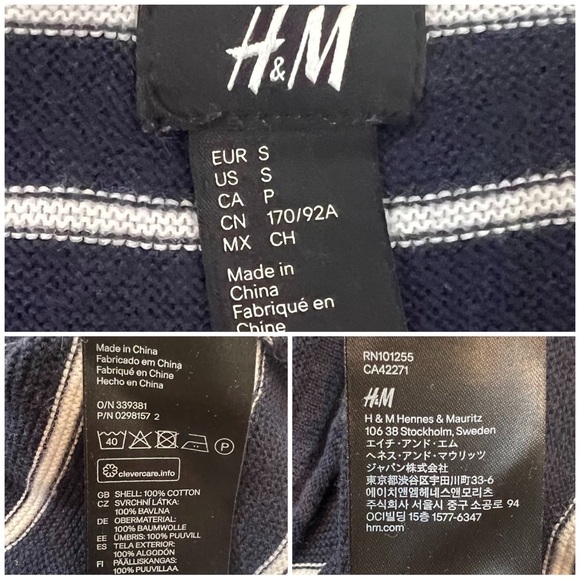 H&M
EUR S
US S
CA P
CN 170/92A
MX CH
Made in
China
Fabriqué en
Chine
Made in China
Fabricado em China
Fabriqué en Chine
Hecho en China
O/N 339381
P/N 0298157 2
40
P
clevercare.info
GB SHELL: 100% COTTON
CZ SVRCHNÍ LÁTKA:
100% BAVLNA
DE OBERMATERIAL:
100% BAUMWOLLE
EE ÜMBRIS: 100% PUUVILL
ES TELA EXTERIOR:
100% ALGODÓN
FI PÄÄLLISKANGAS:
100% PUUVILLAA
RN101255
CA42271
H&M
H & M Hennes & Mauritz
106 38 Stockholm, Sweden
エイチ・アンド・エム
ヘネス・アンド・マウリッツ
ジャパン株式会社
東京都渋谷区宇田川町33-6
에이치앤엠헤네스앤모리츠
주식회사 서울시 중구 소공로 94
OCI빌딩 15층 1577-6347
hm.com